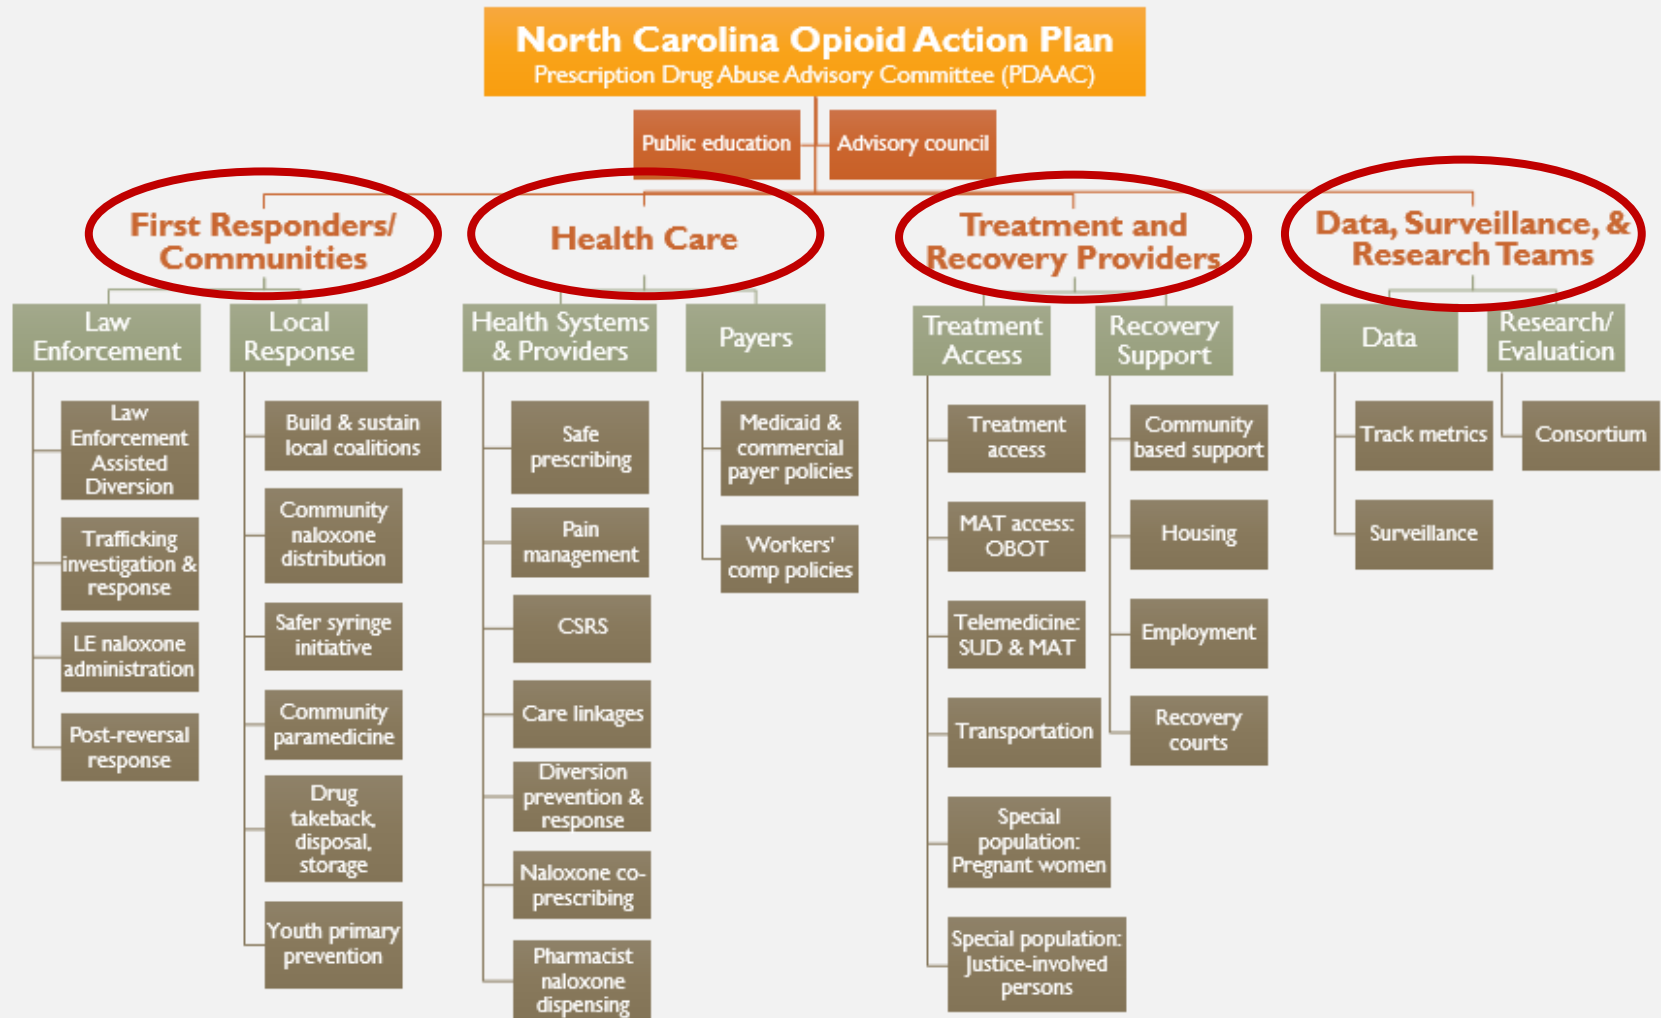 North Carolina Opioid Action Plan
Prescription Drug Abuse Advisory Committee (PDAAC)
Public education
Advisory council
First Responders/
Communities
Law
Enforcement
Law
Enforcement
Assisted
Diversion
Trafficking
investigation &
response
LE naloxone
administration
Post-reversal
response
Local
Response
Build & sustain
local coalitions
Community
naloxone
distribution
Safer syringe
initiative
Community
paramedicine
Drug
takeback,
disposal,
storage
Youth primary
prevention
Health Care
Health Systems
& Providers
Safe
prescribing
Pain
management
CSRS
Care linkages
Diversion
prevention &
response
Naloxone co-
prescribing
Pharmacist
naloxone
dispensing
Payers
Medicaid &
commercial
payer policies
Workers'
comp policies
Treatment and
Recovery Providers
Treatment
Access
Treatment
access
MAT access:
OBOT
Telemedicine:
SUD & MAT
Transportation
Special
population:
Pregnant women
Special population:
Justice-involved
persons
Recovery
Support
Community
based support
Housing
Employment
Recovery
courts
Data, Surveillance, &
Research Teams
Data
Track metrics
Surveillance
Research/
Evaluation
Consortium